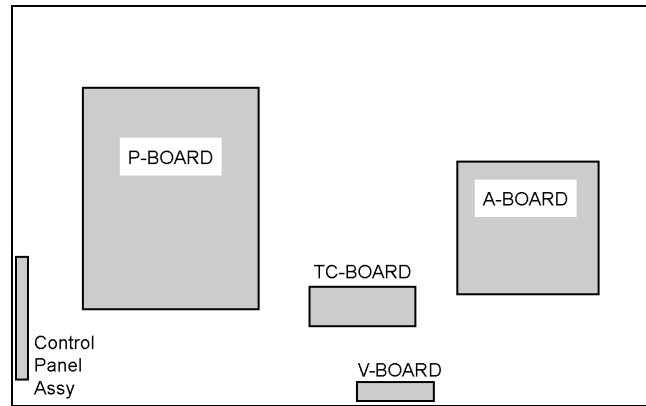 P-BOARD
A-BOARD
TC-BOARD
Control
Panel
Assy
V-BOARD